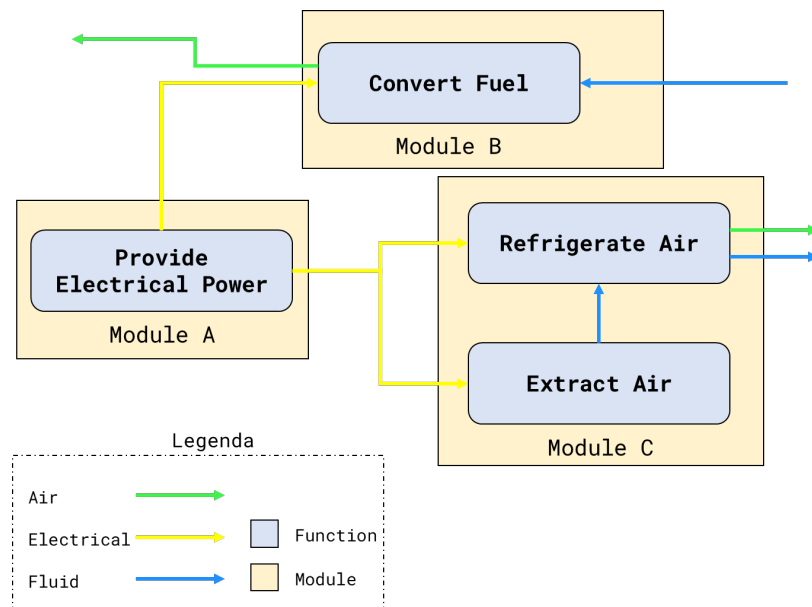 Convert Fuel
Module B
Provide
Electrical Power
Module A
Refrigerate Air
Extract Air
Module C
Legenda
Air
Electrical
Function
Fluid
Module